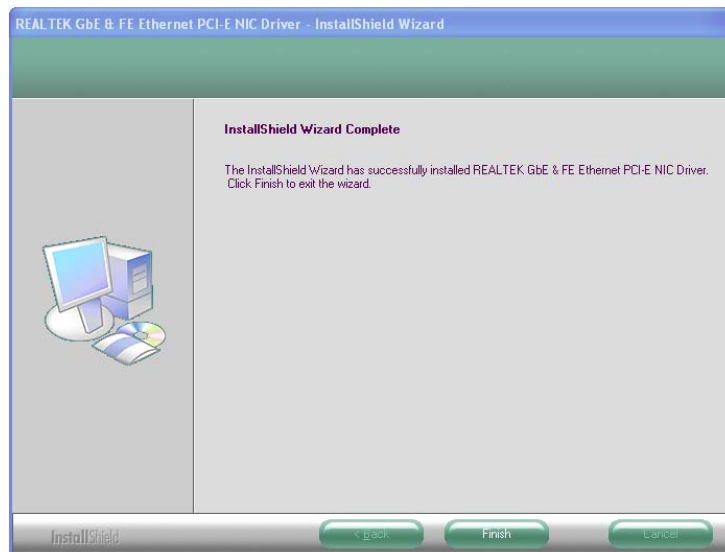 REALTEK GbE & FE Ethernet PCI-E NIC Driver - InstallShield Wizard
InstallShield Wizard Complete
The InstallShield Wizard has successfully installed REALTEK GbE & FE Ethernet PCI-E NIC Driver.
Click Finish to exit the wizard.
InstallShield
< Back
Finish
Cancel